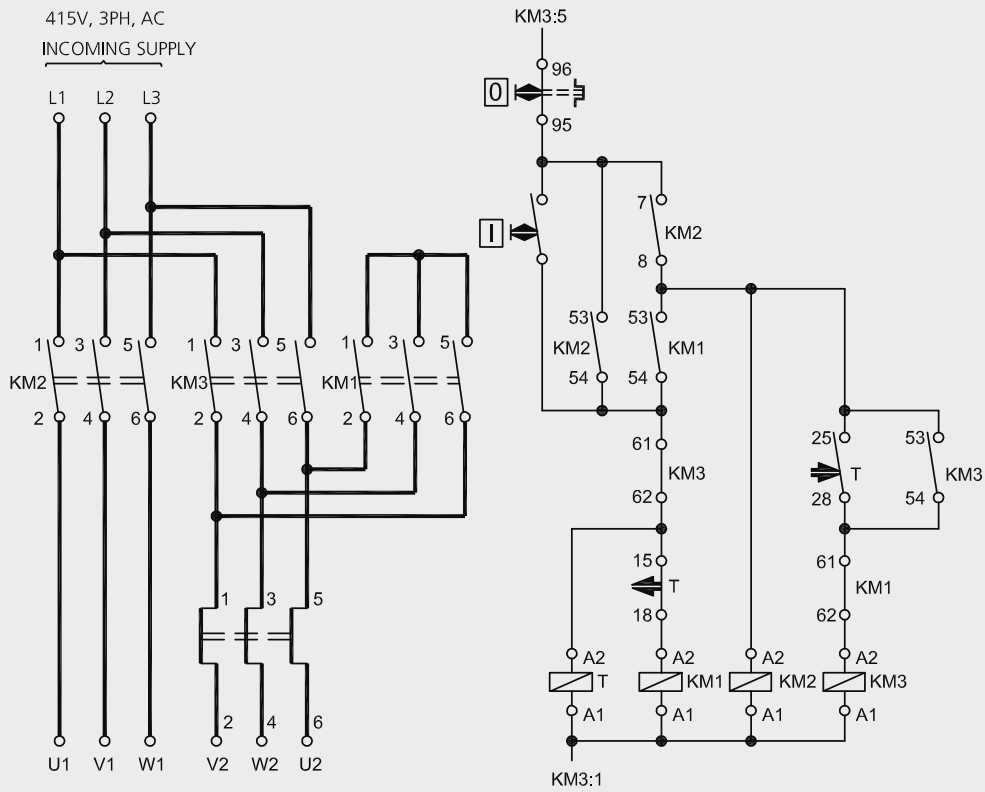 415V, 3PH, AC
INCOMING SUPPLY
L1 L2 L3
1 3 5 1 3 5 1 3 5
KM2 KM3 KM1
2 4 6 2 4 6 2 4 6
1 3 5
2 4 6
U1 V1 W1 V2 W2 U2
KM3:5
96
0
95
7
I KM2
8
53 53
KM2 KM1
54 54
61 25 53
KM3 T KM3
62 28 54
15 61
T KM1
18 62
A2 A2 A2 A2
T KM1 KM2 KM3
A1 A1 A1 A1
KM3:1